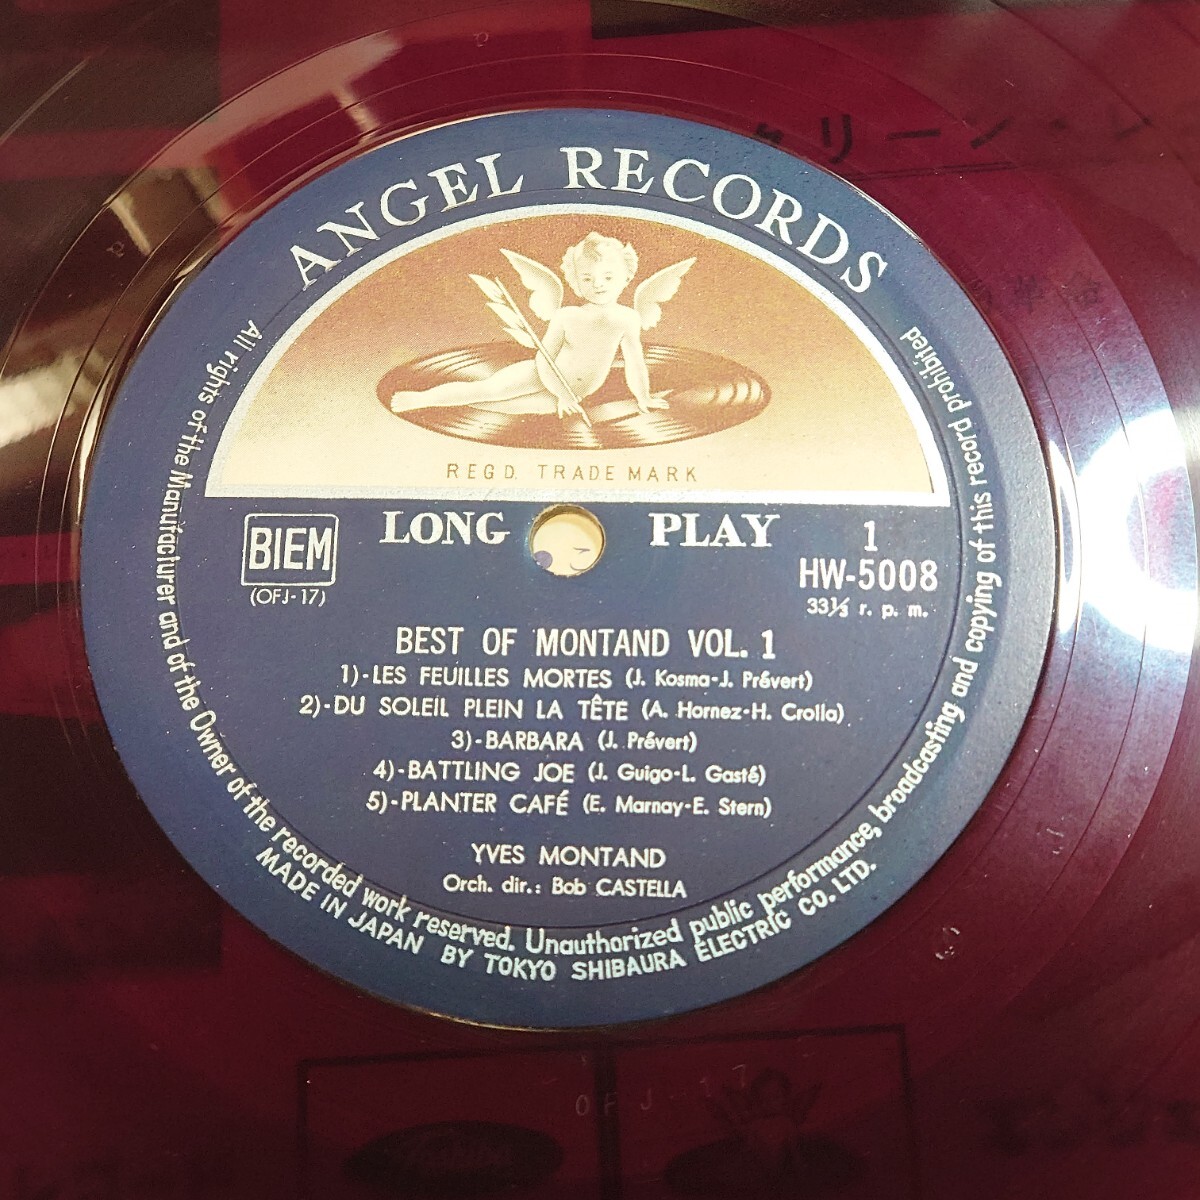 ANGEL RECORDS
REGD. TRADE MARK
LONG PLAY
BIEM
(OFJ-17)
1
HW-5008
33⅓ r. p. m.
BEST OF MONTAND VOL. 1
1)-LES FEUILLES MORTES (J. Kosma-J. Prévert)
2)-DU SOLEIL PLEIN LA TÊTE (A. Hornez-H. Crolla)
3)-BARBARA (J. Prévert)
4)-BATTLING JOE (J. Guigo-L. Gasté)
5)-PLANTER CAFÉ (E. Marnay-E. Stern)
YVES MONTAND
Orch. dir.: Bob CASTELLA
All rights of the Manufacturer and of the Owner of the recorded work reserved. Unauthorized public performance, broadcasting and copying of this record prohibited
MADE IN JAPAN BY TOKYO SHIBAURA ELECTRIC CO. LTD.
OFJ-17